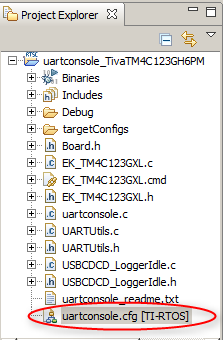 Project Explorer
RTSC
uartconsole_TivaTM4C123GH6PM
Binaries
Includes
Debug
targetConfigs
Board.h
EK_TM4C123GXL.c
EK_TM4C123GXL.cmd
EK_TM4C123GXL.h
uartconsole.c
UARTUtils.c
UARTUtils.h
USBCDCD_LoggerIdle.c
USBCDCD_LoggerIdle.h
uartconsole_readme.txt
uartconsole.cfg [TI-RTOS]